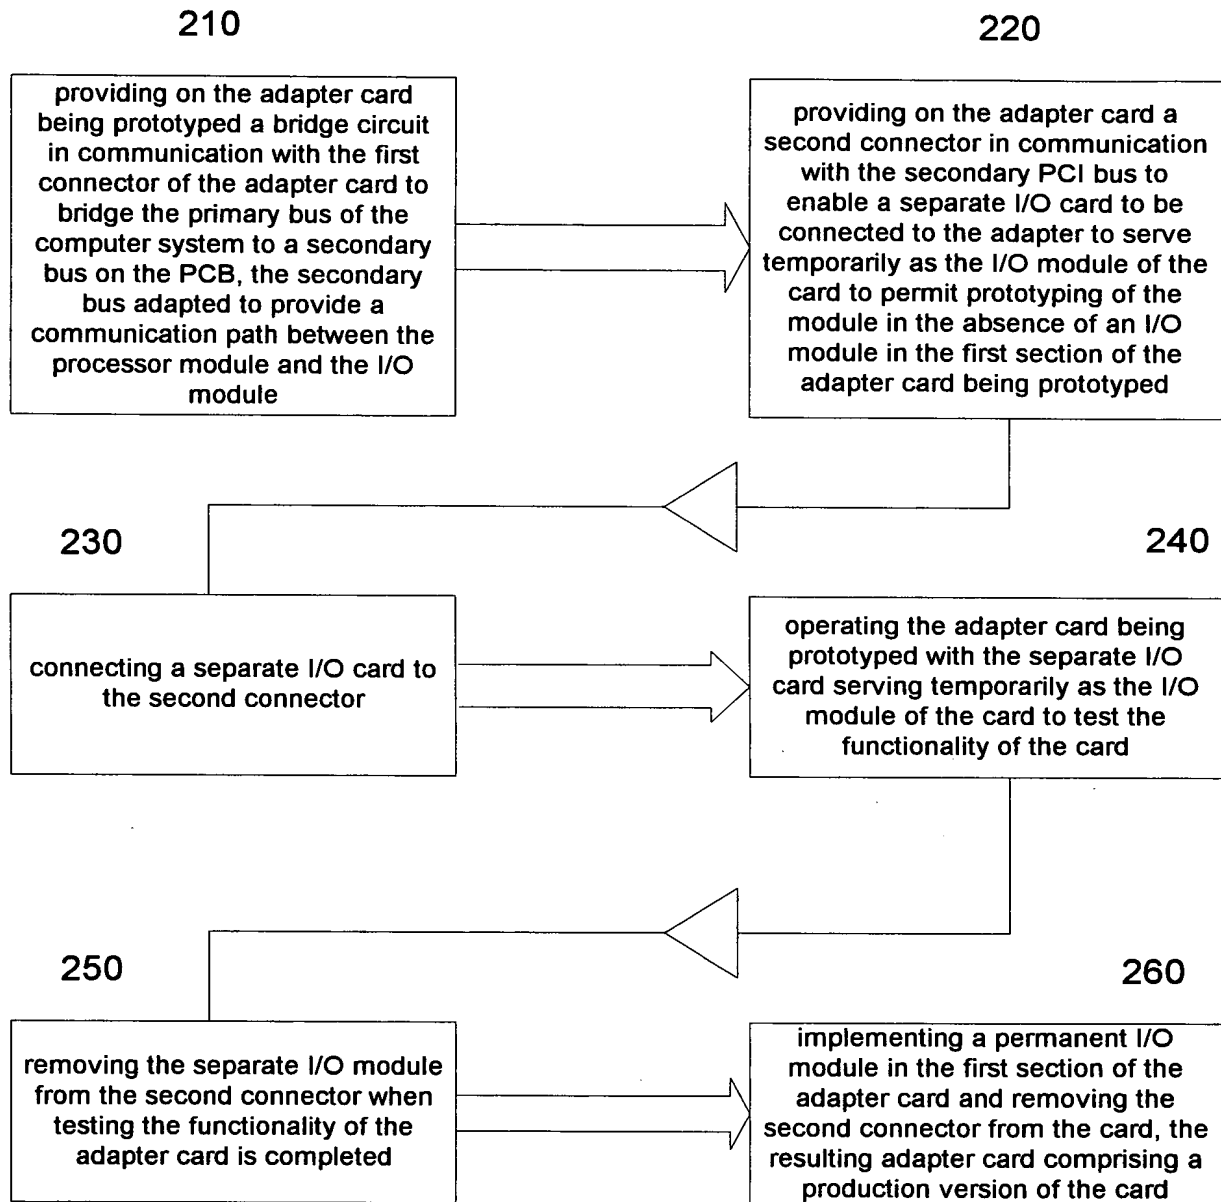 210
providing on the adapter card
being prototyped a bridge circuit
in communication with the first
connector of the adapter card to
bridge the primary bus of the
computer system to a secondary
bus on the PCB, the secondary
bus adapted to provide a
communication path between the
processor module and the I/O
module
220
providing on the adapter card a
second connector in communication
with the secondary PCI bus to
enable a separate I/O card to be
connected to the adapter to serve
temporarily as the I/O module of the
card to permit prototyping of the
module in the absence of an I/O
module in the first section of the
adapter card being prototyped
230
connecting a separate I/O card to
the second connector
240
operating the adapter card being
prototyped with the separate I/O
card serving temporarily as the I/O
module of the card to test the
functionality of the card
250
removing the separate I/O module
from the second connector when
testing the functionality of the
adapter card is completed
260
implementing a permanent I/O
module in the first section of the
adapter card and removing the
second connector from the card, the
resulting adapter card comprising a
production version of the card